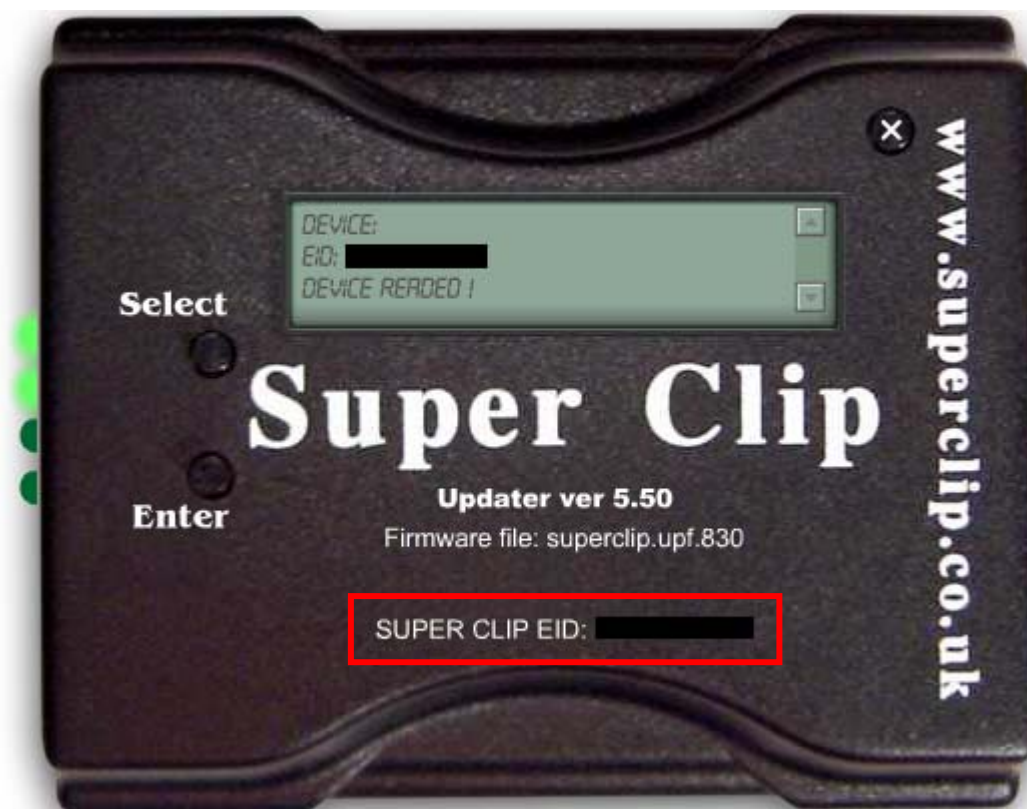 DEVICE:
EID:
DEVICE READED !
Select
Super Clip
Enter
Updater ver 5.50
Firmware file: superclip.upf.830
SUPER CLIP EID:
www.superclip.co.uk